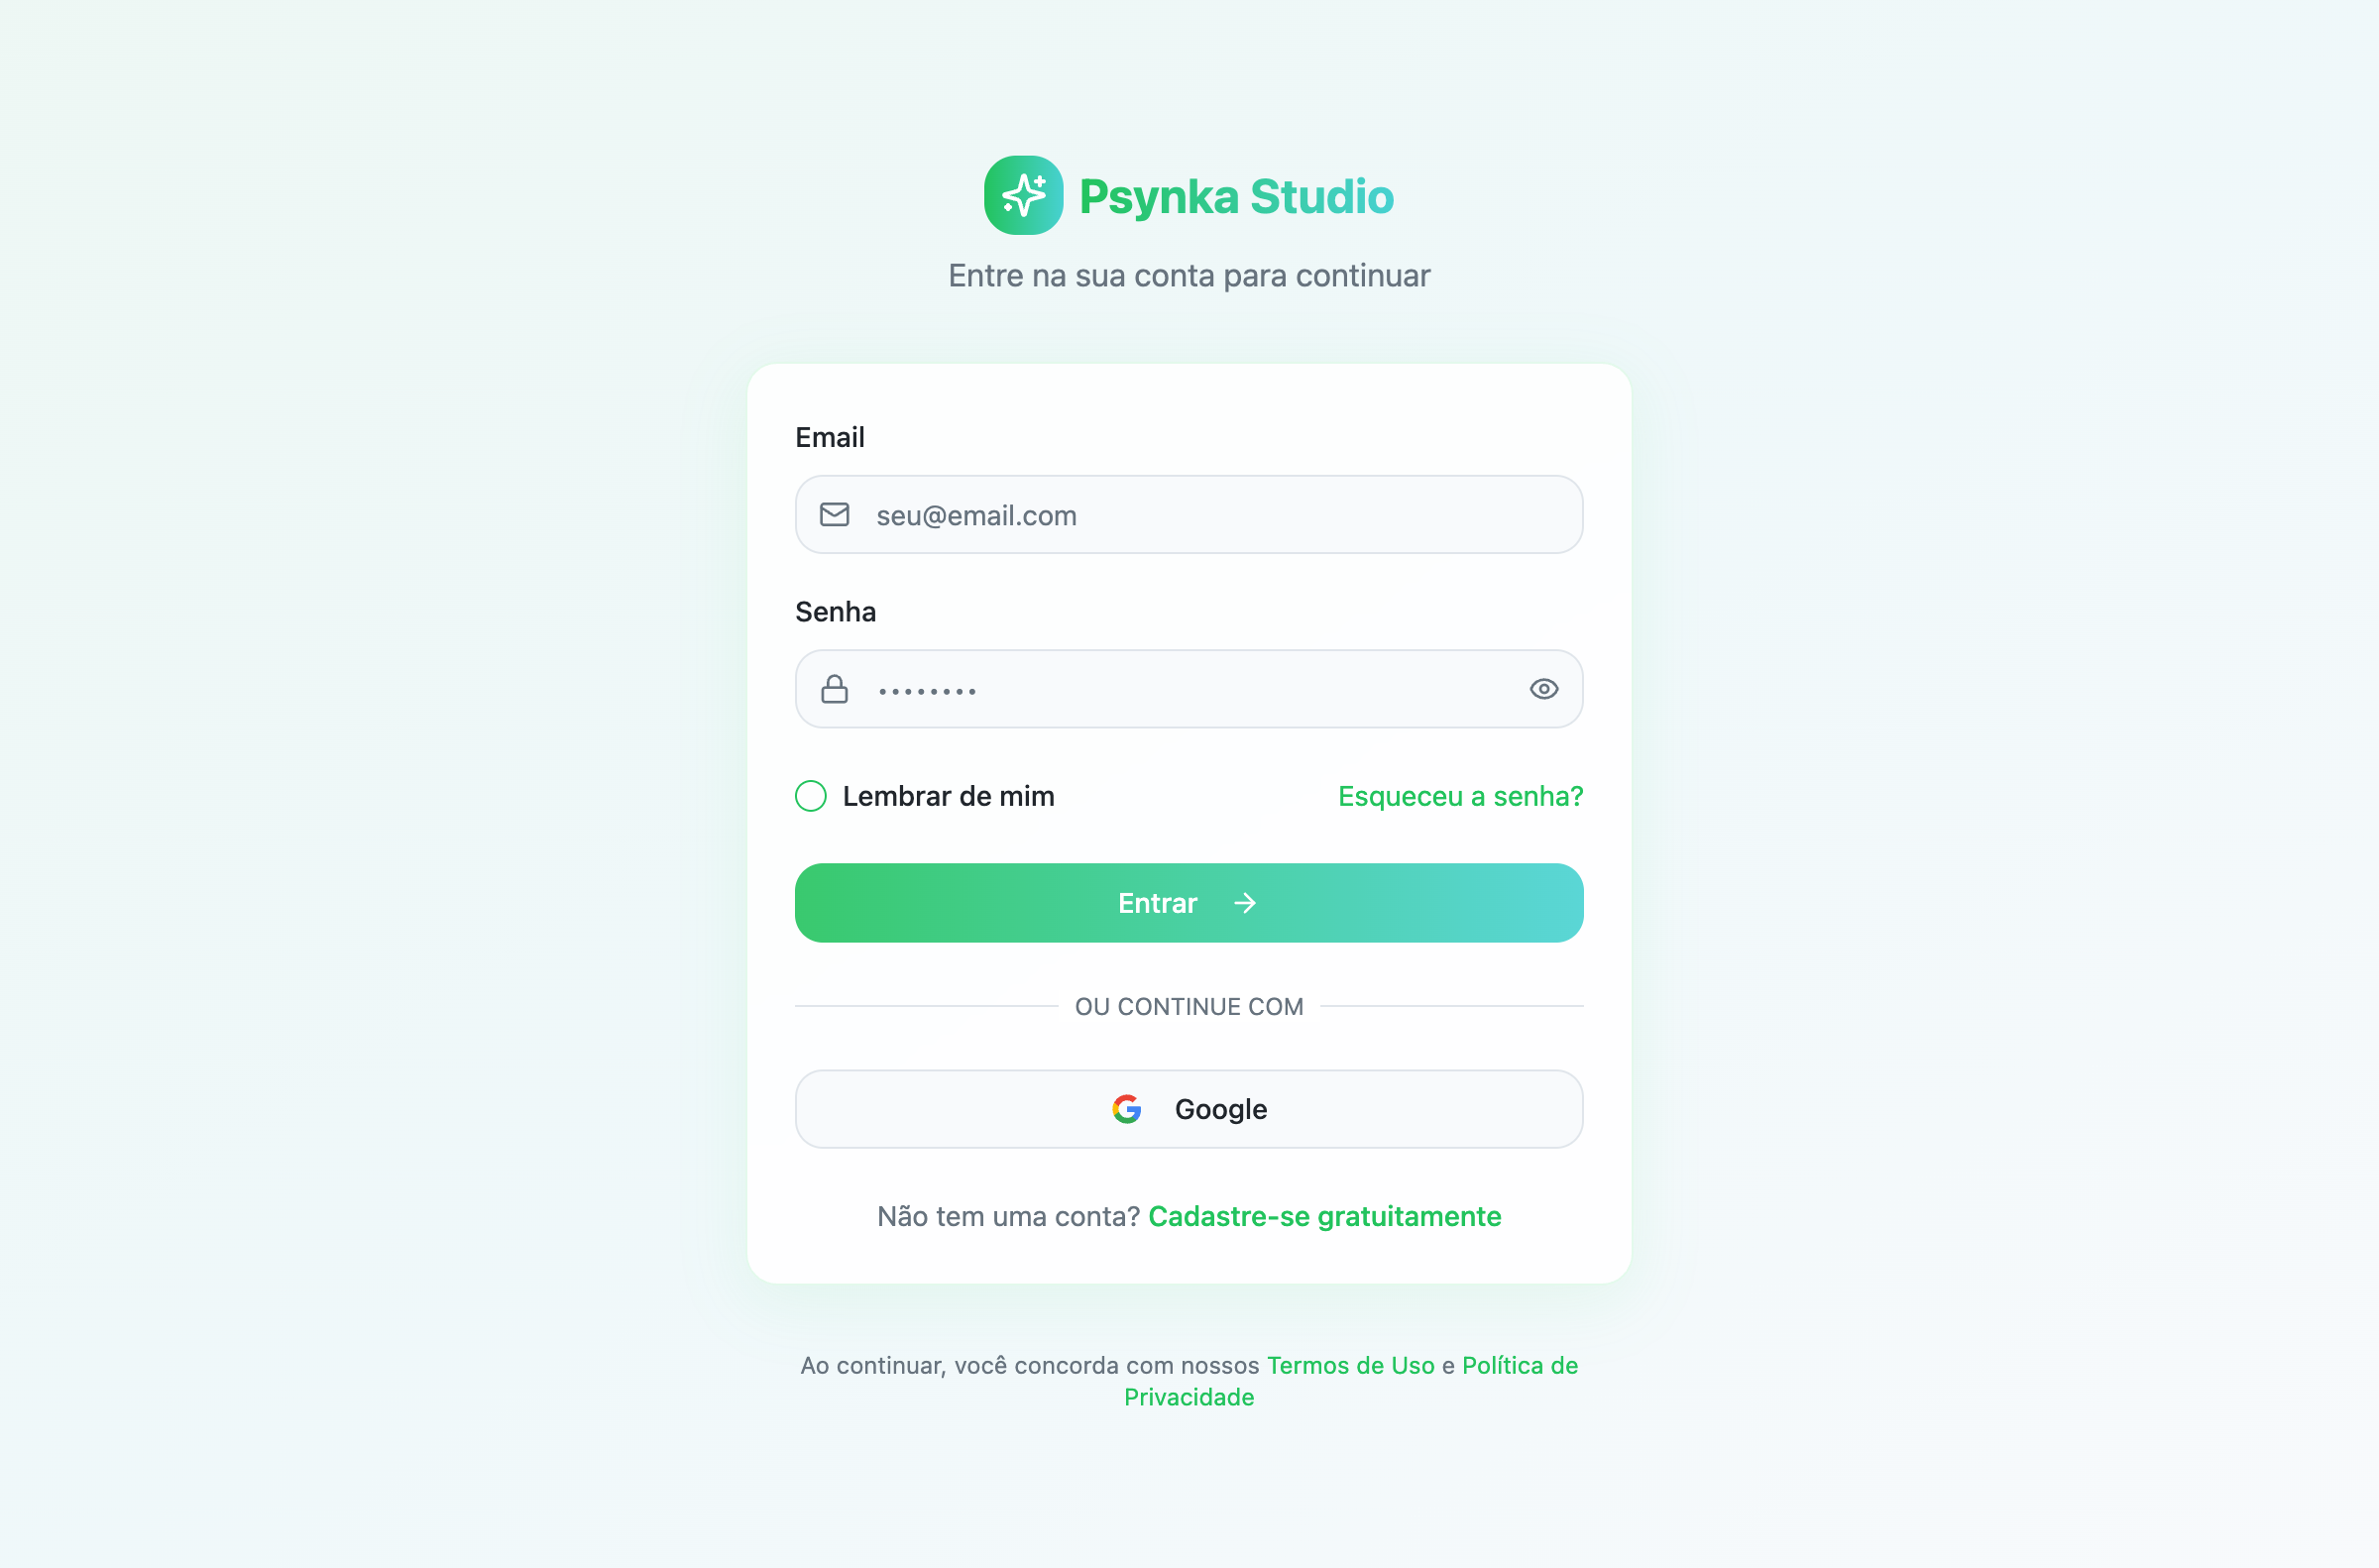 Psynka Studio
Entre na sua conta para continuar
Email
seu@email.com
Senha
••••••••
Lembrar de mim
Esqueceu a senha?
Entrar →
OU CONTINUE COM
Google
Não tem uma conta? Cadastre-se gratuitamente
Ao continuar, você concorda com nossos Termos de Uso e Política de
Privacidade